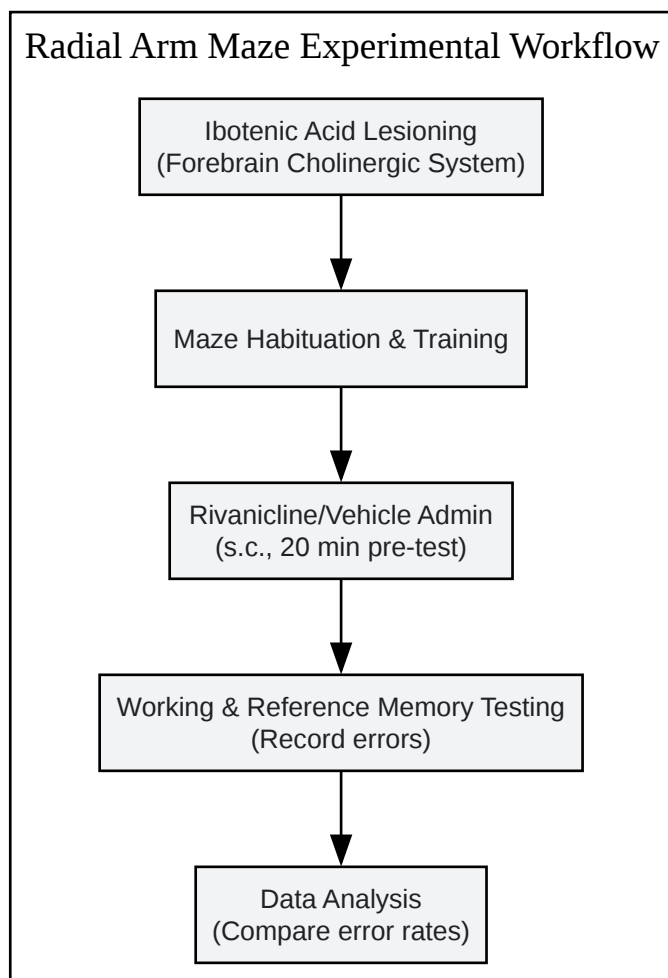 Radial Arm Maze Experimental Workflow
Ibotenic Acid Lesioning
(Forebrain Cholinergic System)
Maze Habituation & Training
Rivanicline/Vehicle Admin
(s.c., 20 min pre-test)
Working & Reference Memory Testing
(Record errors)
Data Analysis
(Compare error rates)